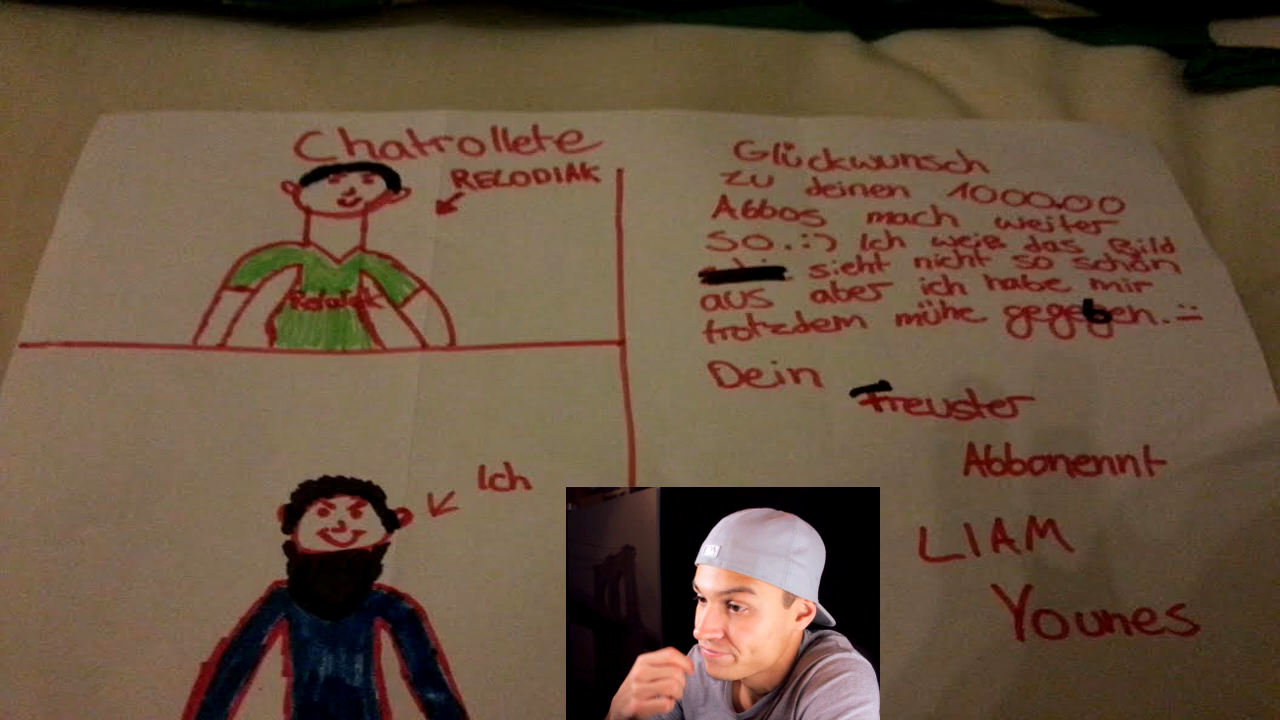 Chatrollete
RELODIAK
Glückwunsch
zu deinen 100000
Abbos mach weiter
so. :) Ich weis das Bild
sieht nicht so schön
aus aber ich habe mir
trotzdem mühe gegeben. :)
Dein
Freuster
Abbonennt
LIAM
Younes
Ich